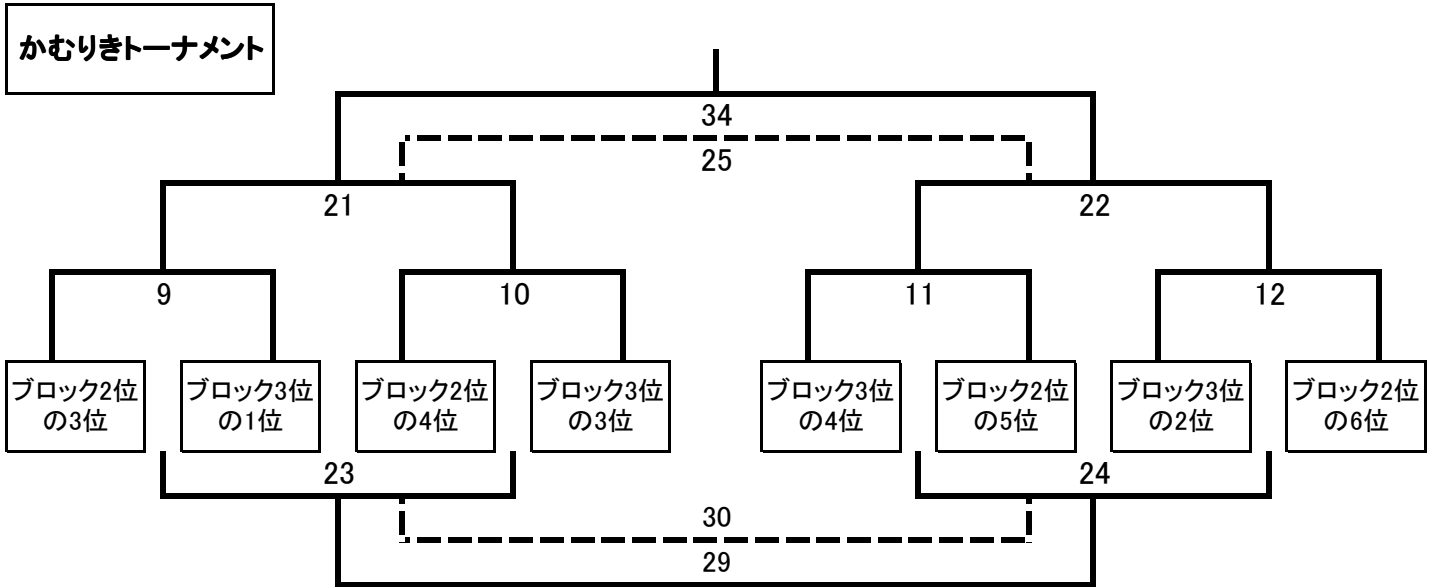 かむりきトーナメント
34
25
21
22
9
10
11
12
ブロック2位
の3位
ブロック3位
の1位
ブロック2位
の4位
ブロック3位
の3位
ブロック3位
の4位
ブロック2位
の5位
ブロック3位
の2位
ブロック2位
の6位
23
24
30
29